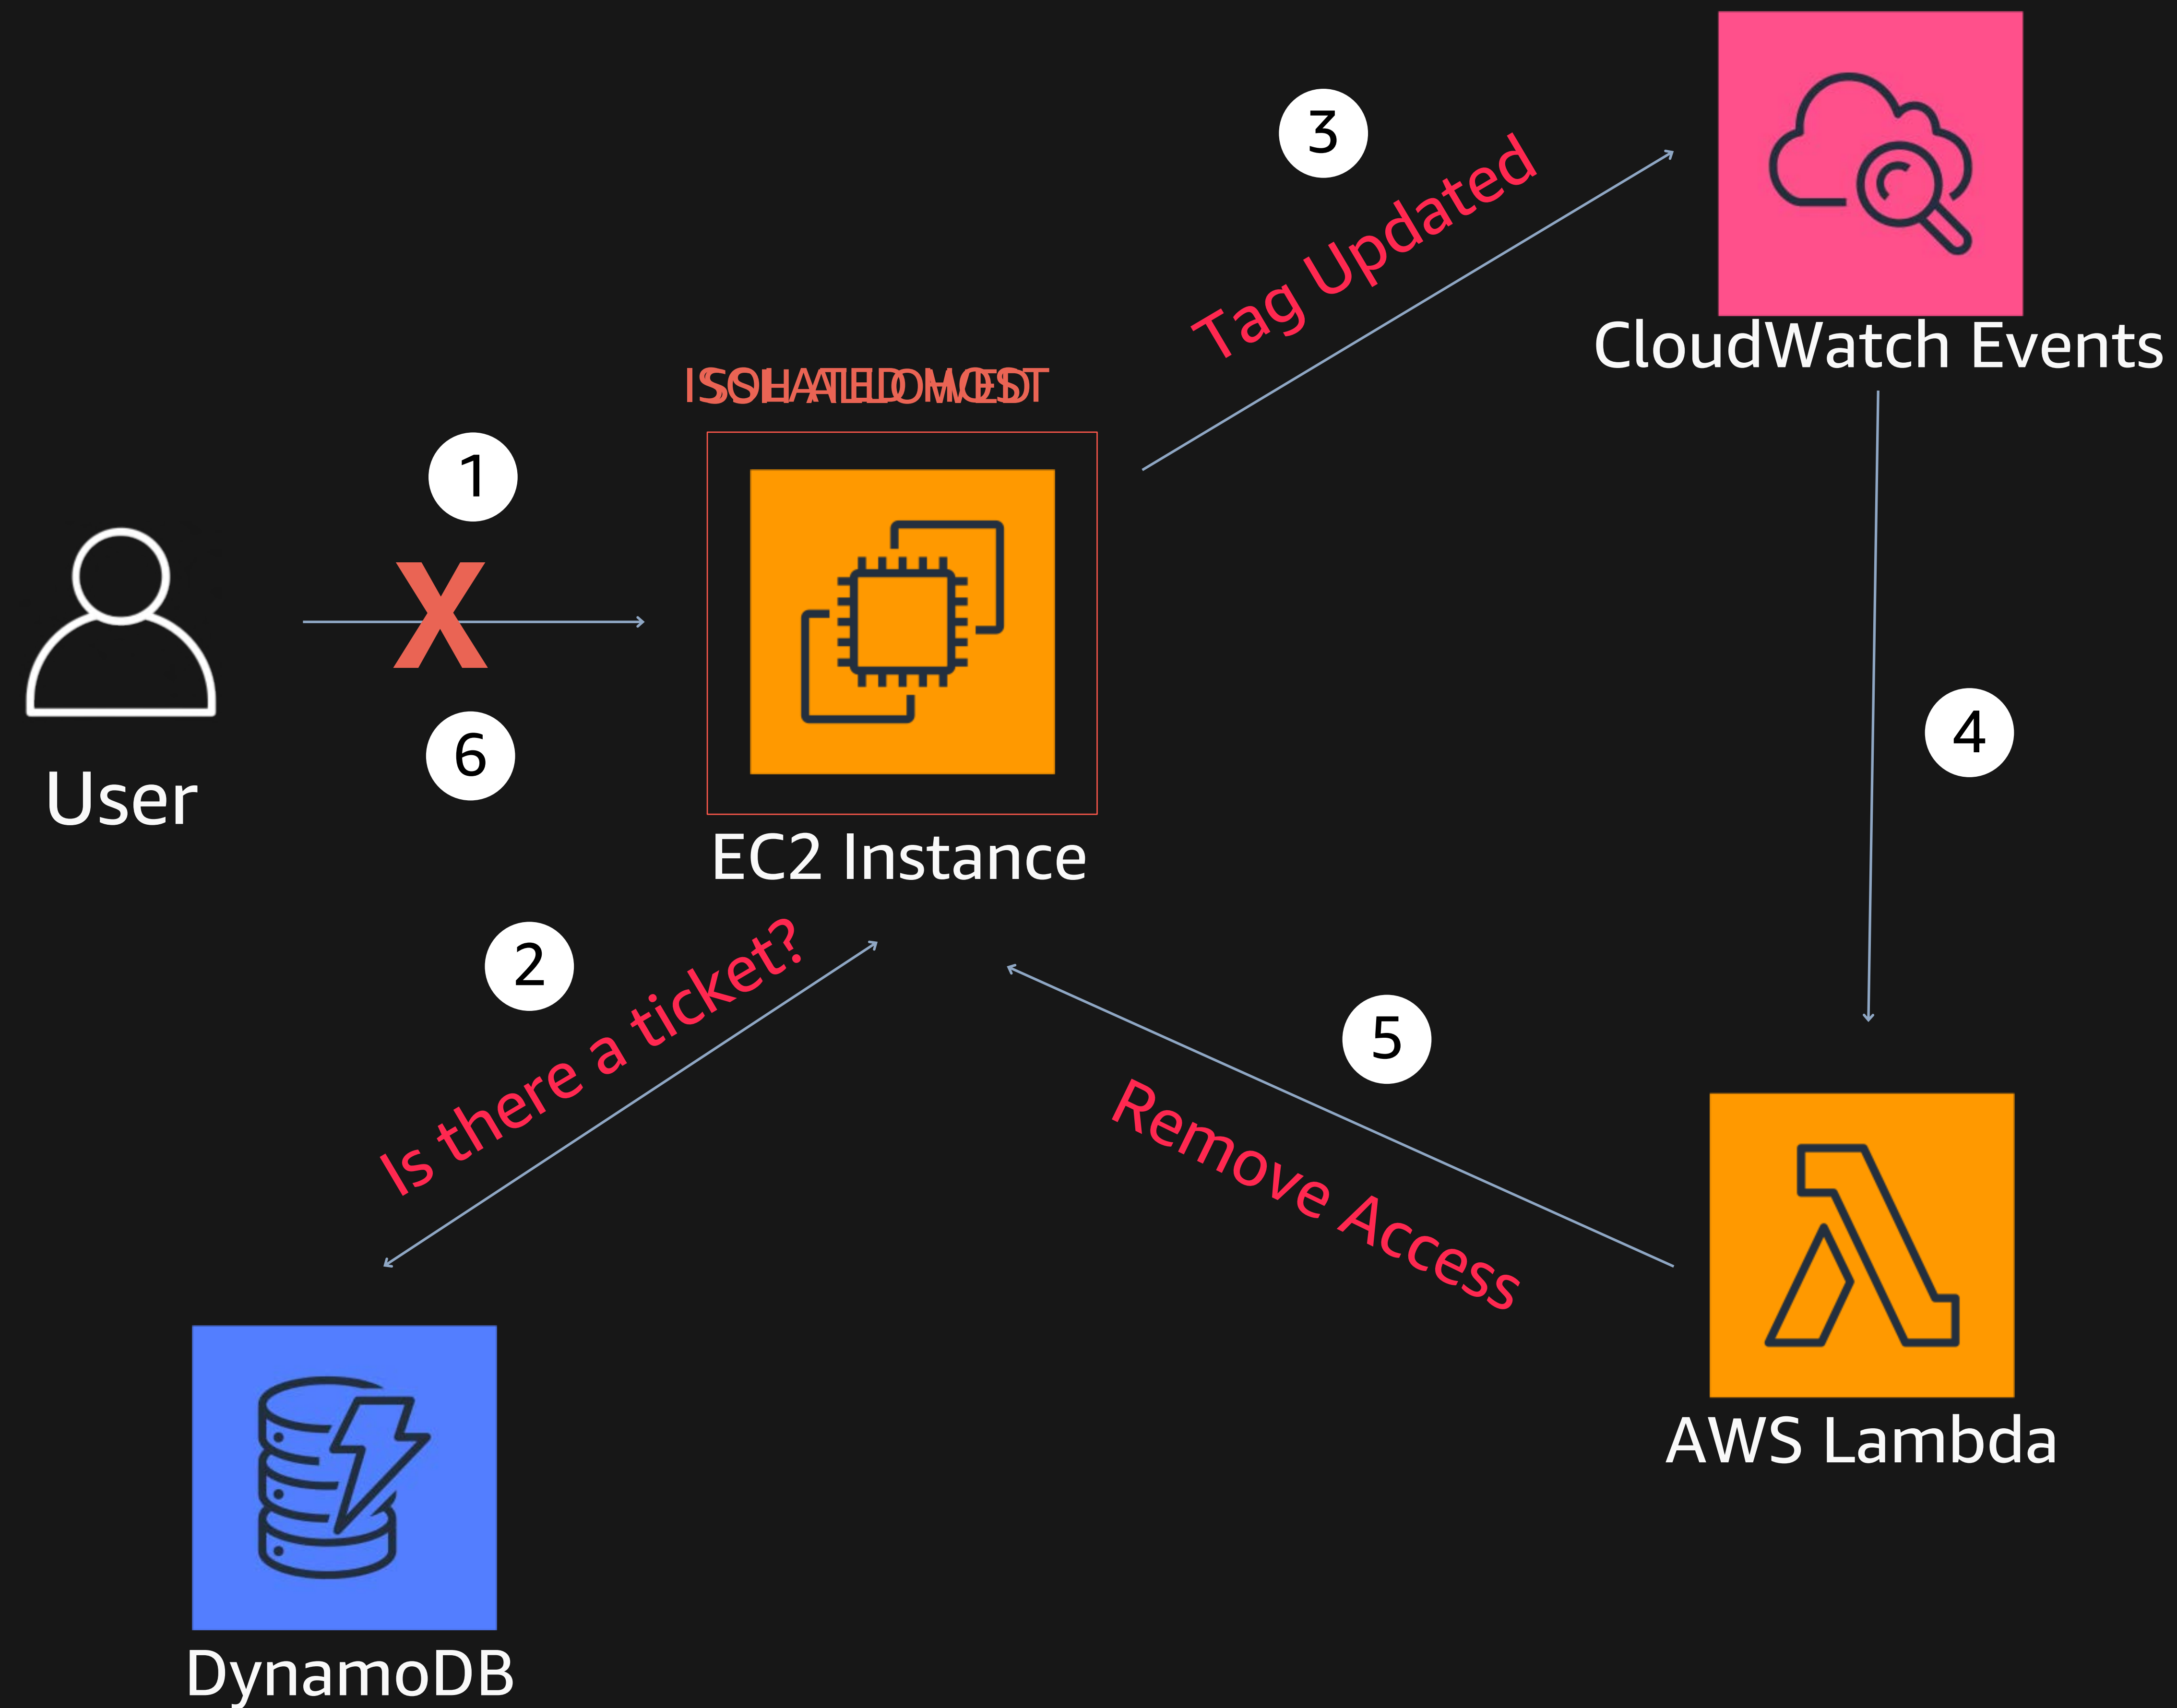 3
Tag Updated
CloudWatch Events
1
User
6
EC2 Instance
4
2
Is there a ticket?
5
Remove Access
AWS Lambda
DynamoDB